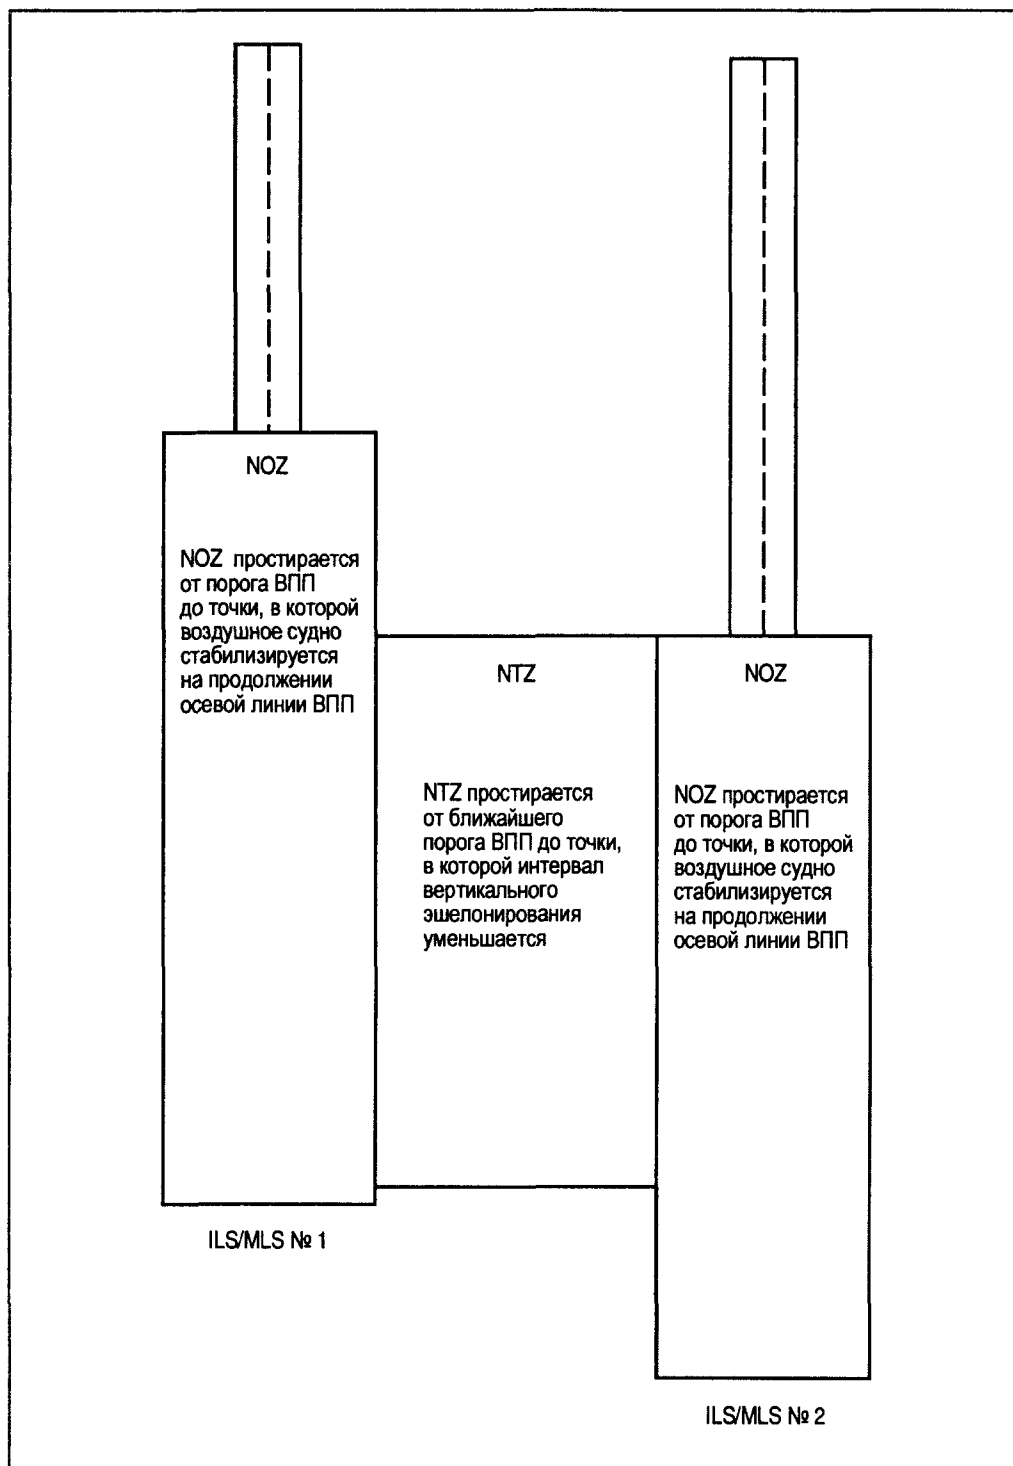 NOZ
NOZ простирается
от порога ВПП
до точки, в которой
воздушное судно
стабилизируется
на продолжении
осевой линии ВПП
NTZ
NTZ простирается
от ближайшего
порога ВПП до точки,
в которой интервал
вертикального
эшелонирования
уменьшается
NOZ
NOZ простирается
от порога ВПП
до точки, в которой
воздушное судно
стабилизируется
на продолжении
осевой линии ВПП
ILS/MLS № 1
ILS/MLS № 2